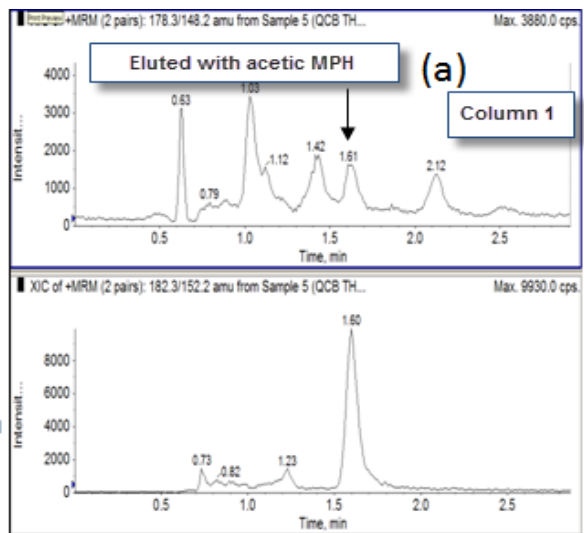 XIC of +MRM (2 pairs): 178.3/148.2 amu from Sample 5 (QCB TH... Max. 3880.0 cps.
Print Preview
Eluted with acetic MPH
(a)
Column 1
4000
3000
2000
1000
0
Intensit...
0.63
0.79
1.03
1.12
1.42
1.61
2.12
0.5 1.0 1.5 2.0 2.5
Time, min
XIC of +MRM (2 pairs): 182.3/152.2 amu from Sample 5 (QCB TH... Max. 9930.0 cps.
8000
6000
4000
2000
0
Intensit...
0.73
0.82
1.23
1.60
0.5 1.0 1.5 2.0 2.5
Time, min